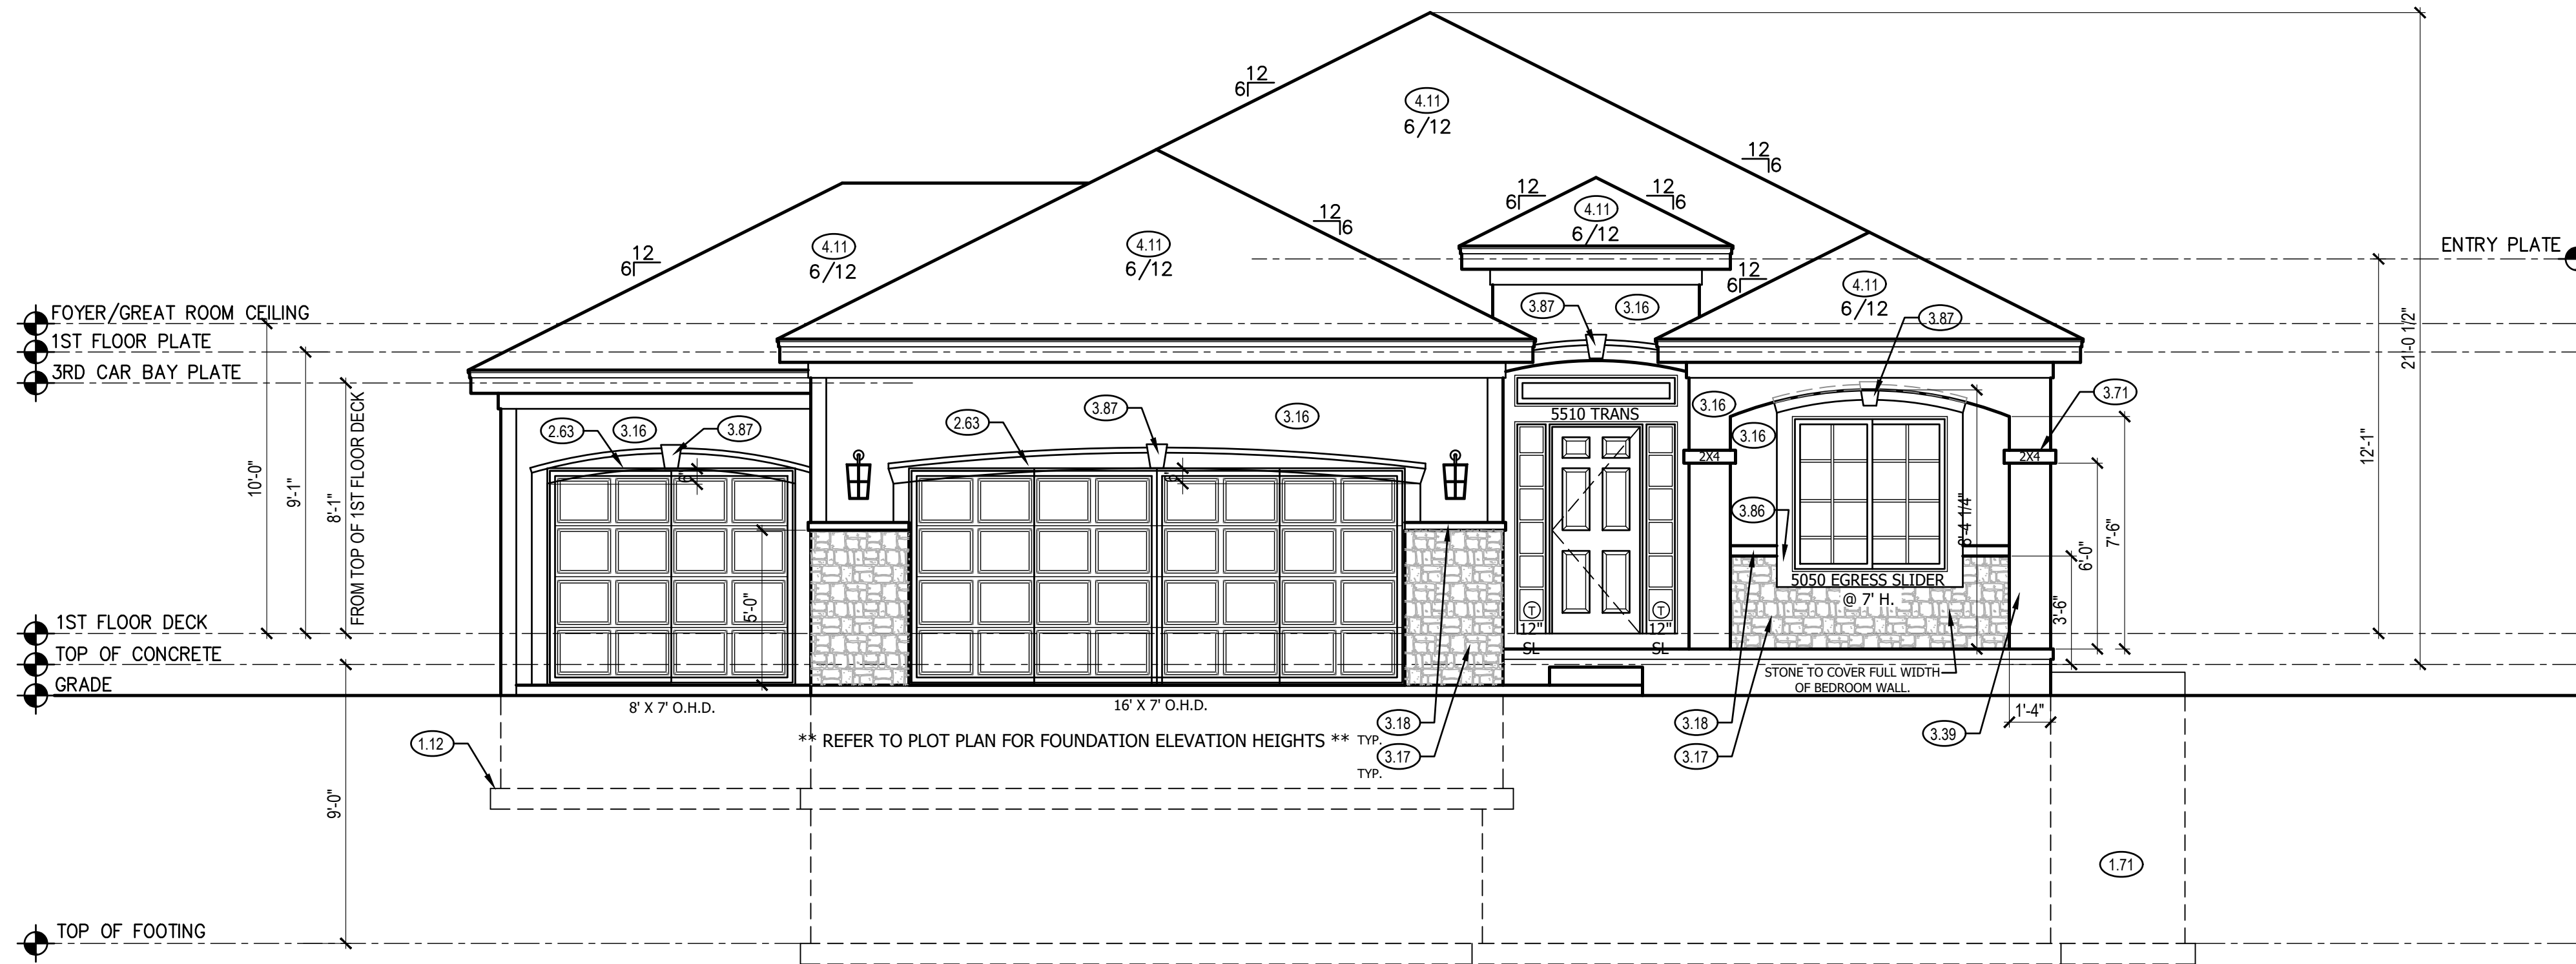 12
6
4.11
6/12
12
6
12
6
12
6
4.11
6/12
12
6
12
6
4.11
6/12
4.11
6/12
12
6
4.11
6/12
ENTRY PLATE
FOYER/GREAT ROOM CEILING
1ST FLOOR PLATE
3RD CAR BAY PLATE
3.87
3.16
3.87
21'-0 1/2"
12'-1"
10'-0"
9'-1"
8'-1"
FROM TOP OF 1ST FLOOR DECK
2.63
3.16
3.87
2.63
3.87
3.16
5510 TRANS
3.16
3.16
3.71
2X4
2X4
6"
6"
3.86
8'-4 1/4"
6'-0"
7'-6"
5'-0"
5050 EGRESS SLIDER
@ 7' H.
3'-6"
T
T
12"
SL
12"
SL
1ST FLOOR DECK
TOP OF CONCRETE
GRADE
STONE TO COVER FULL WIDTH
OF BEDROOM WALL.
8' X 7' O.H.D.
16' X 7' O.H.D.
1'-4"
** REFER TO PLOT PLAN FOR FOUNDATION ELEVATION HEIGHTS **
3.18
TYP.
3.17
TYP.
3.18
3.17
3.39
1.12
9'-0"
1.71
TOP OF FOOTING